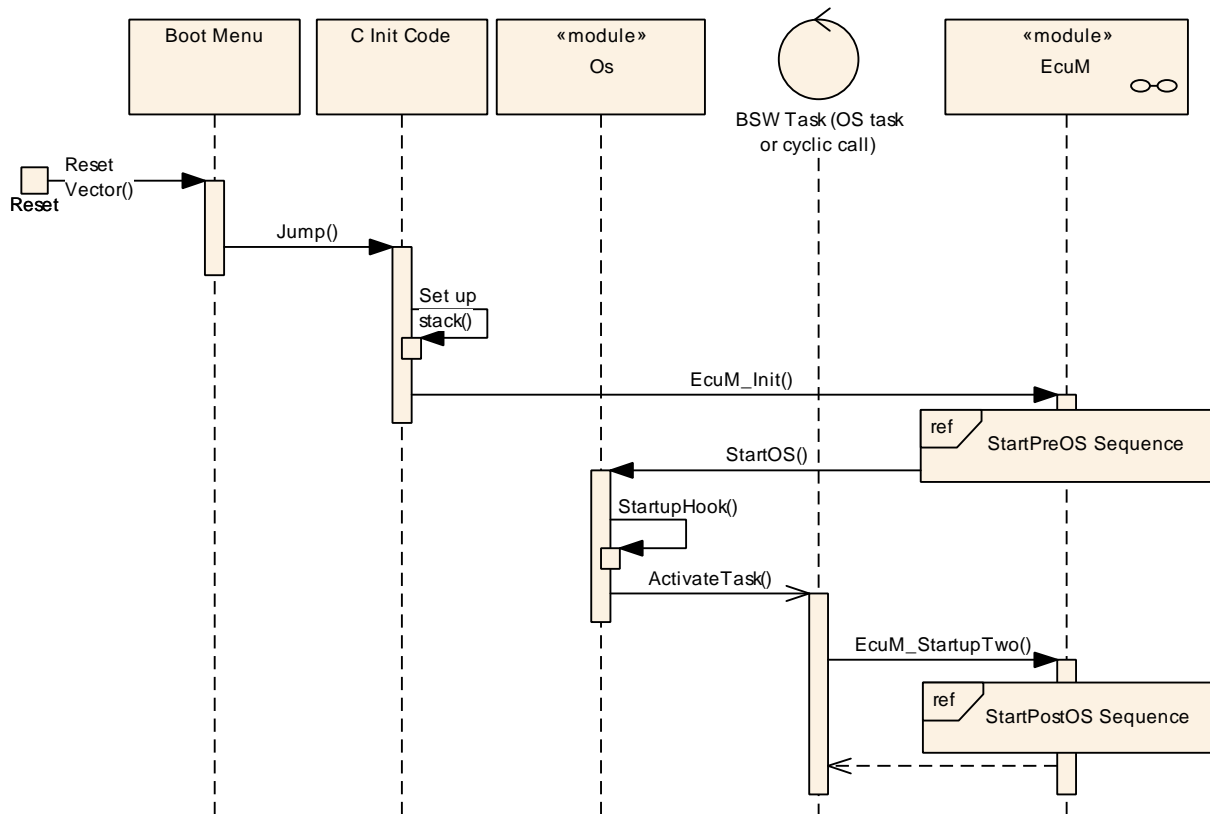 Boot Menu
C Init Code
«module»
Os
«module»
EcuM
BSW Task (OS task
or cyclic call)
Reset
Vector()
Reset
Jump()
Set up
stack()
EcuM_Init()
ref
StartPreOS Sequence
StartOS()
StartupHook()
ActivateTask()
EcuM_StartupTwo()
ref
StartPostOS Sequence